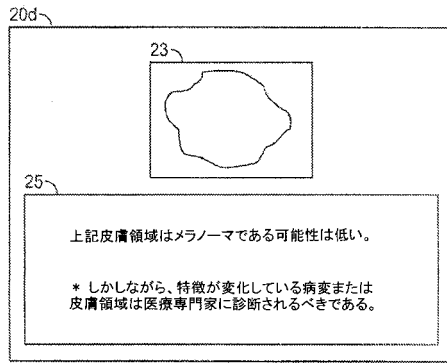 20d
23
25
上記皮膚領域はメラノーマである可能性は低い。
* しかしながら、特徴が変化している病変または
皮膚領域は医療専門家に診断されるべきである。